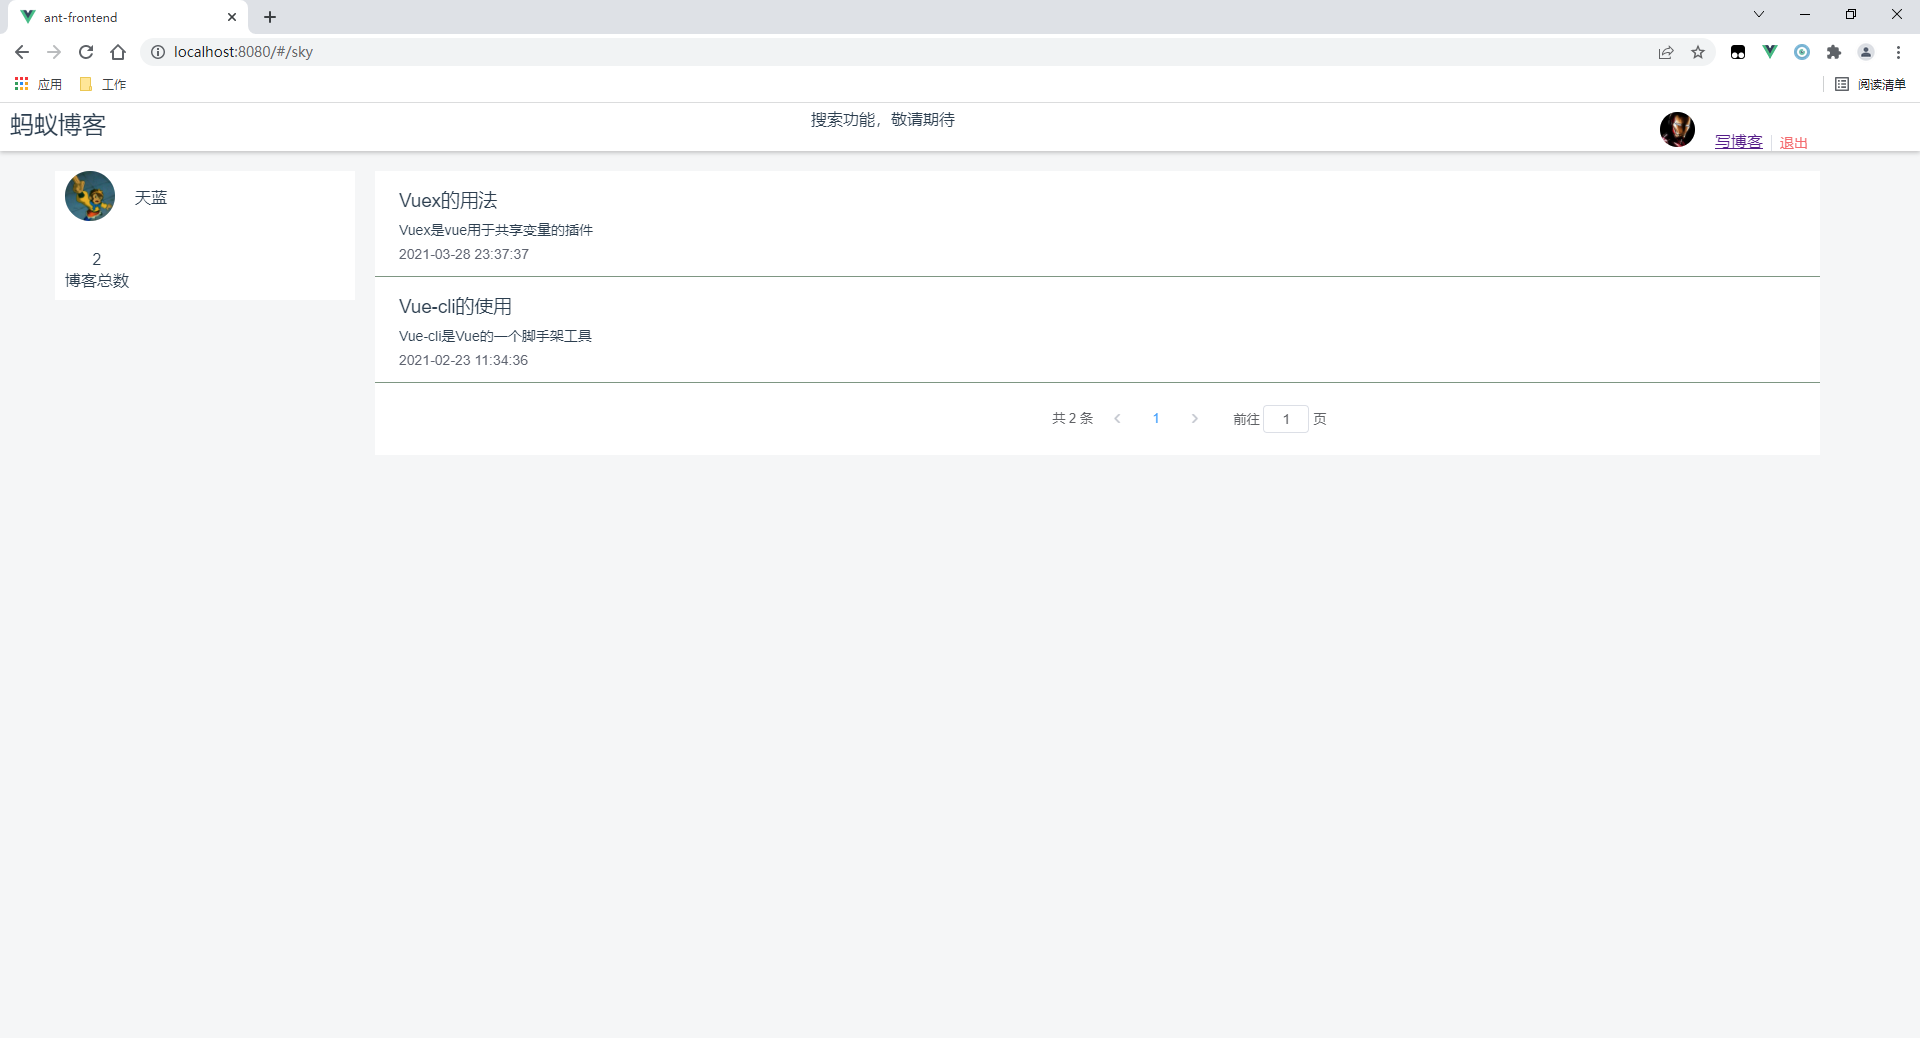 ant-frontend
localhost:8080/#/sky
应用 工作 阅读清单
蚂蚁博客 搜索功能，敬请期待 写博客 退出
天蓝
2
博客总数
Vuex的用法
Vuex是vue用于共享变量的插件
2021-03-28 23:37:37
Vue-cli的使用
Vue-cli是Vue的一个脚手架工具
2021-02-23 11:34:36
共 2 条 1 前往 1 页